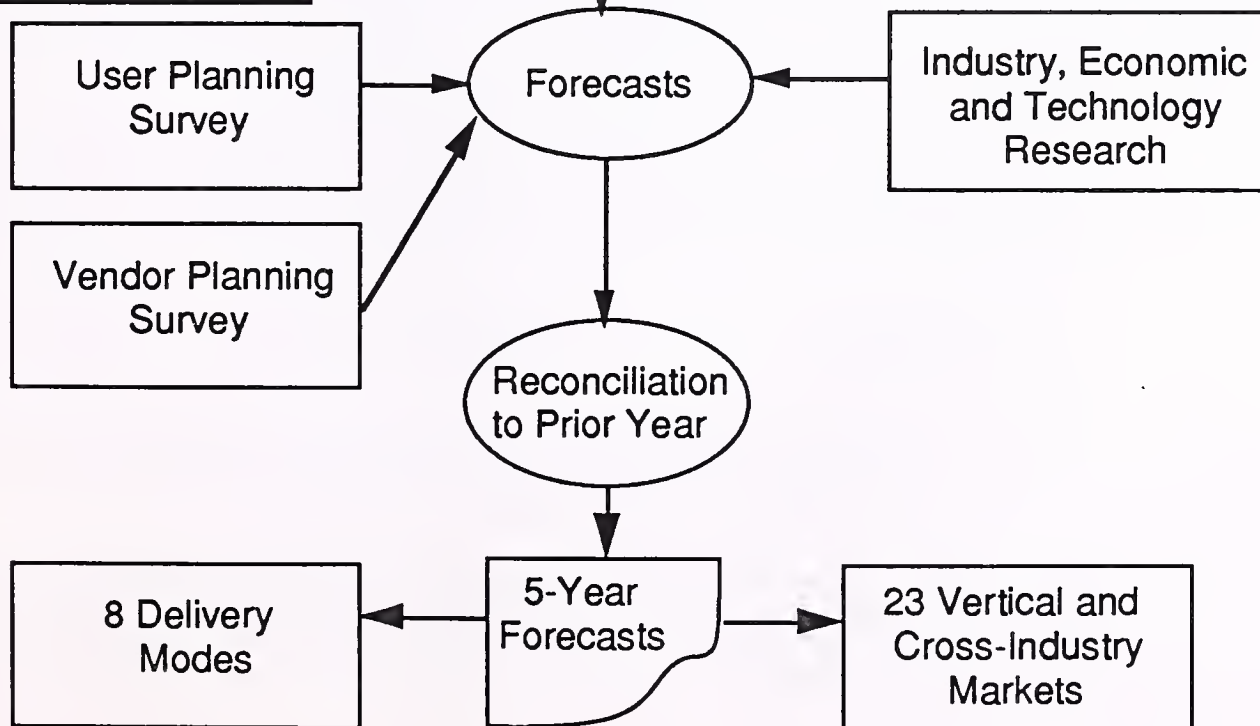 User Planning
Survey
Forecasts
Industry, Economic
and Technology
Research
Vendor Planning
Survey
Reconciliation
to Prior Year
8 Delivery
Modes
5-Year
Forecasts
23 Vertical and
Cross-Industry
Markets